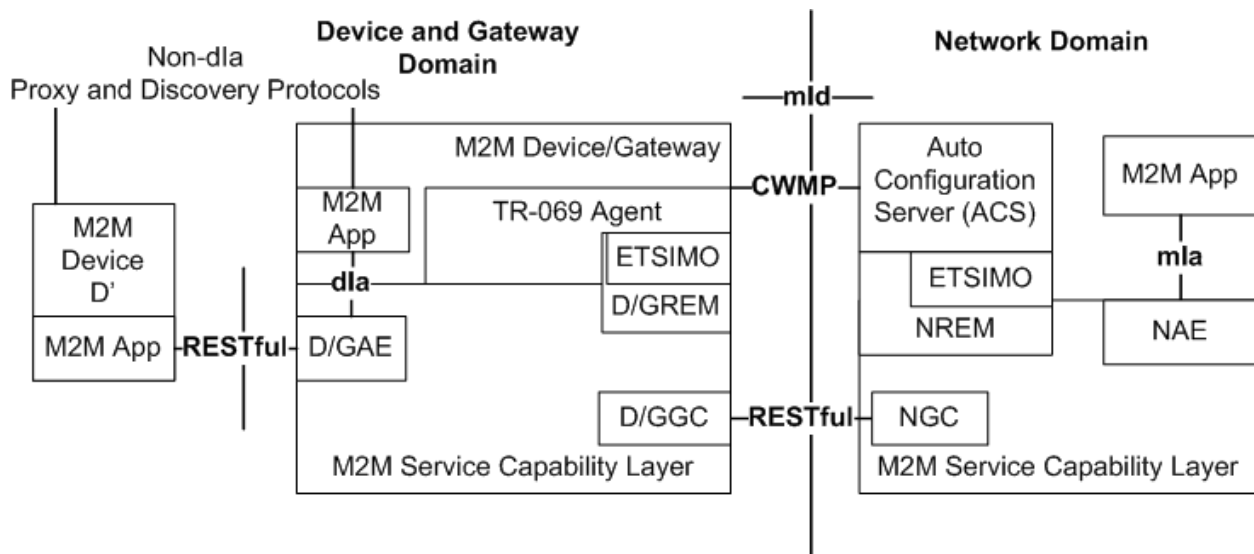 Non-dIa
Proxy and Discovery Protocols
Device and Gateway
Domain
Network Domain
mId
M2M Device/Gateway
CWMP
Auto
Configuration
Server (ACS)
M2M App
M2M
App
TR-069 Agent
M2M
Device
D'
ETSIMO
dIa
mIa
ETSIMO
D/GREM
NREM
NAE
M2M App
RESTful
D/GAE
D/GGC
RESTful
NGC
M2M Service Capability Layer
M2M Service Capability Layer